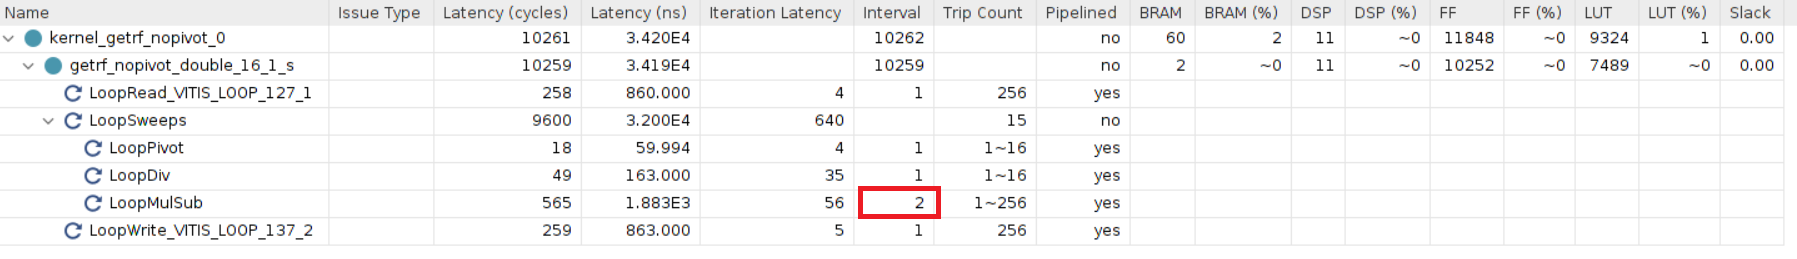 Name Issue Type Latency (cycles) Latency (ns) Iteration Latency Interval Trip Count Pipelined BRAM BRAM (%) DSP DSP (%) FF FF (%) LUT LUT (%) Slack
kernel_getrf_nopivot_0 10261 3.420E4 10262 no 60 2 11 ~0 11848 ~0 9324 1 0.00
getrf_nopivot_double_16_1_s 10259 3.419E4 10259 no 2 ~0 11 ~0 10252 ~0 7489 ~0 0.00
LoopRead_VITIS_LOOP_127_1 258 860.000 4 1 256 yes
LoopSweeps 9600 3.200E4 640 15 no
LoopPivot 18 59.994 4 1 1~16 yes
LoopDiv 49 163.000 35 1 1~16 yes
LoopMulSub 565 1.883E3 56 2 1~256 yes
LoopWrite_VITIS_LOOP_137_2 259 863.000 5 1 256 yes